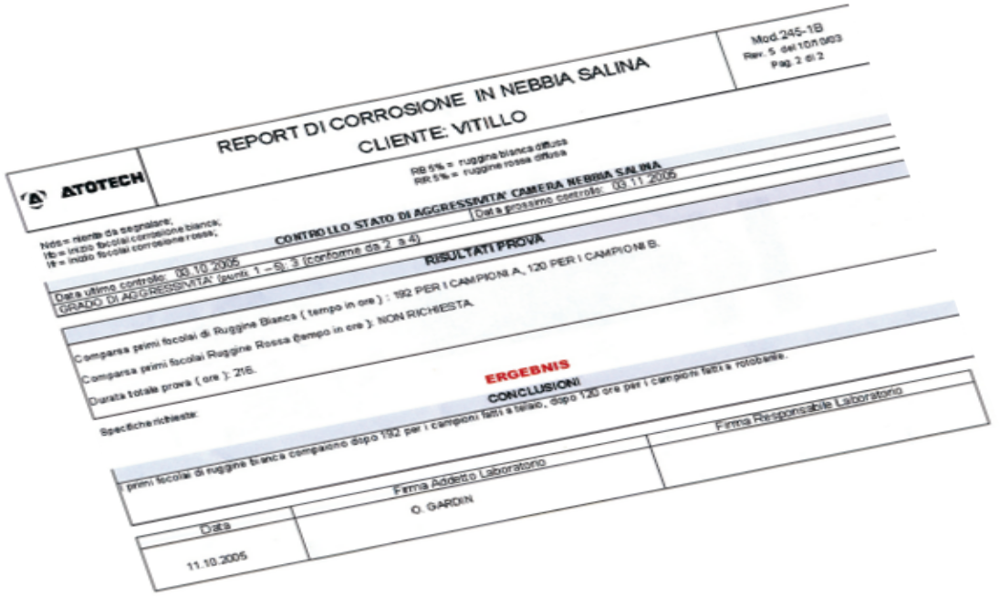 ATOTECH
REPORT DI CORROSIONE IN NEBBIA SALINA
CLIENTE: VITILLO
Mod.245-1B
Rev. 5 del 10/10/03
Pag. 2 di 2
Nds = niente da segnalare;
Ifb = inizio focolai corrosione bianca;
Ifr = inizio focolai corrosione rossa;
RB 5% = ruggine bianca diffusa
RR 5% = ruggine rossa diffusa
CONTROLLO STATO DI AGGRESSIVITA' CAMERA NEBBIA SALINA
Data ultimo controllo: 03.10.2005
Data prossimo controllo: 03.11.2005
GRADO DI AGGRESSIVITA' (punti 1 – 5): 3 (conforme da 2 a 4)
RISULTATI PROVA
Comparsa primi focolai di Ruggine Bianca ( tempo in ore ) : 192 PER I CAMPIONI A, 120 PER I CAMPIONI B.
Comparsa primi focolai Ruggine Rossa (tempo in ore ): NON RICHIESTA.
Durata totale prova ( ore ): 216.
Specifiche richieste:
ERGEBNIS
CONCLUSIONI
I primi focolai di ruggine bianca compaiono dopo 192 per i campioni fatti a telaio, dopo 120 ore per i campioni fatti a rotobarile.
Data
Firma Addetto Laboratorio
Firma Responsabile Laboratorio
11.10.2005
O. GARDIN